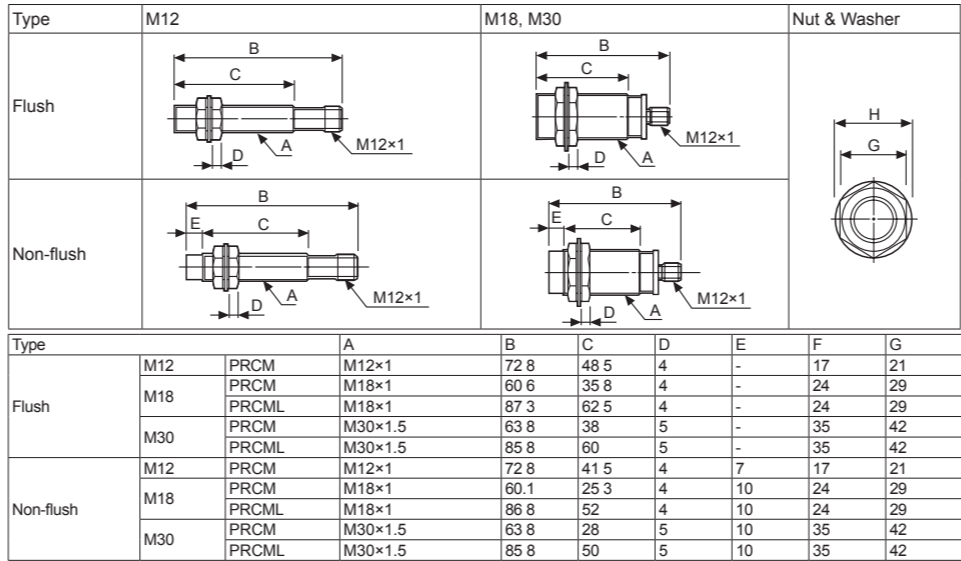 Type M12 M18, M30 Nut & Washer
Flush
B
C
D
A
M12×1
B
C
D
A
M12×1
H
G
Non-flush
B
E
C
D
A
M12×1
B
E
C
D
A
M12×1
Type A B C D E F G
Flush M12 PRCM M12×1 72 8 48 5 4 - 17 21
M18 PRCM M18×1 60 6 35 8 4 - 24 29
PRCML M18×1 87 3 62 5 4 - 24 29
M30 PRCM M30×1.5 63 8 38 5 - 35 42
PRCML M30×1.5 85 8 60 5 - 35 42
Non-flush M12 PRCM M12×1 72 8 41 5 4 7 17 21
M18 PRCM M18×1 60.1 25 3 4 10 24 29
PRCML M18×1 86 8 52 4 10 24 29
M30 PRCM M30×1.5 63 8 28 5 10 35 42
PRCML M30×1.5 85 8 50 5 10 35 42